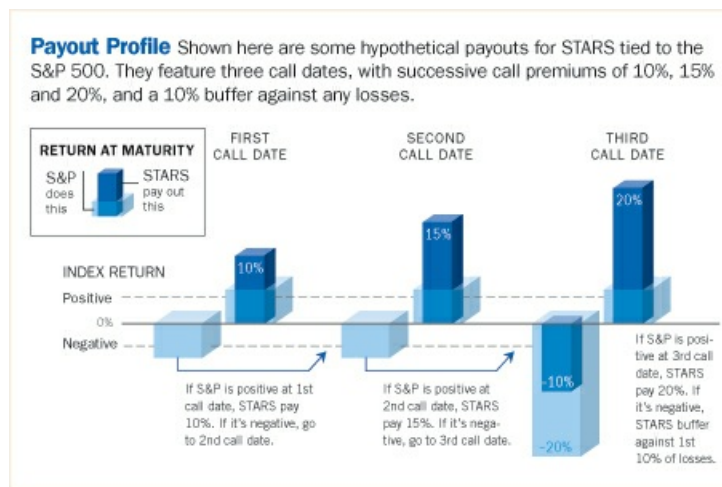 Payout Profile Shown here are some hypothetical payouts for STARS tied to the
S&P 500. They feature three call dates, with successive call premiums of 10%, 15%
and 20%, and a 10% buffer against any losses.
RETURN AT MATURITY
S&P
does
this
STARS
pay out
this
FIRST
CALL DATE
SECOND
CALL DATE
THIRD
CALL DATE
10%
15%
20%
INDEX RETURN
Positive
0%
Negative
-10%
-20%
If S&P is positive at 1st
call date, STARS pay
10%. If it's negative, go
to 2nd call date.
If S&P is positive at
2nd call date, STARS
pay 15%. If it's nega-
tive, go to 3rd call date.
If S&P is posi-
tive at 3rd call
date, STARS
pay 20%. If
it's negative,
STARS buffer
against 1st
10% of losses.